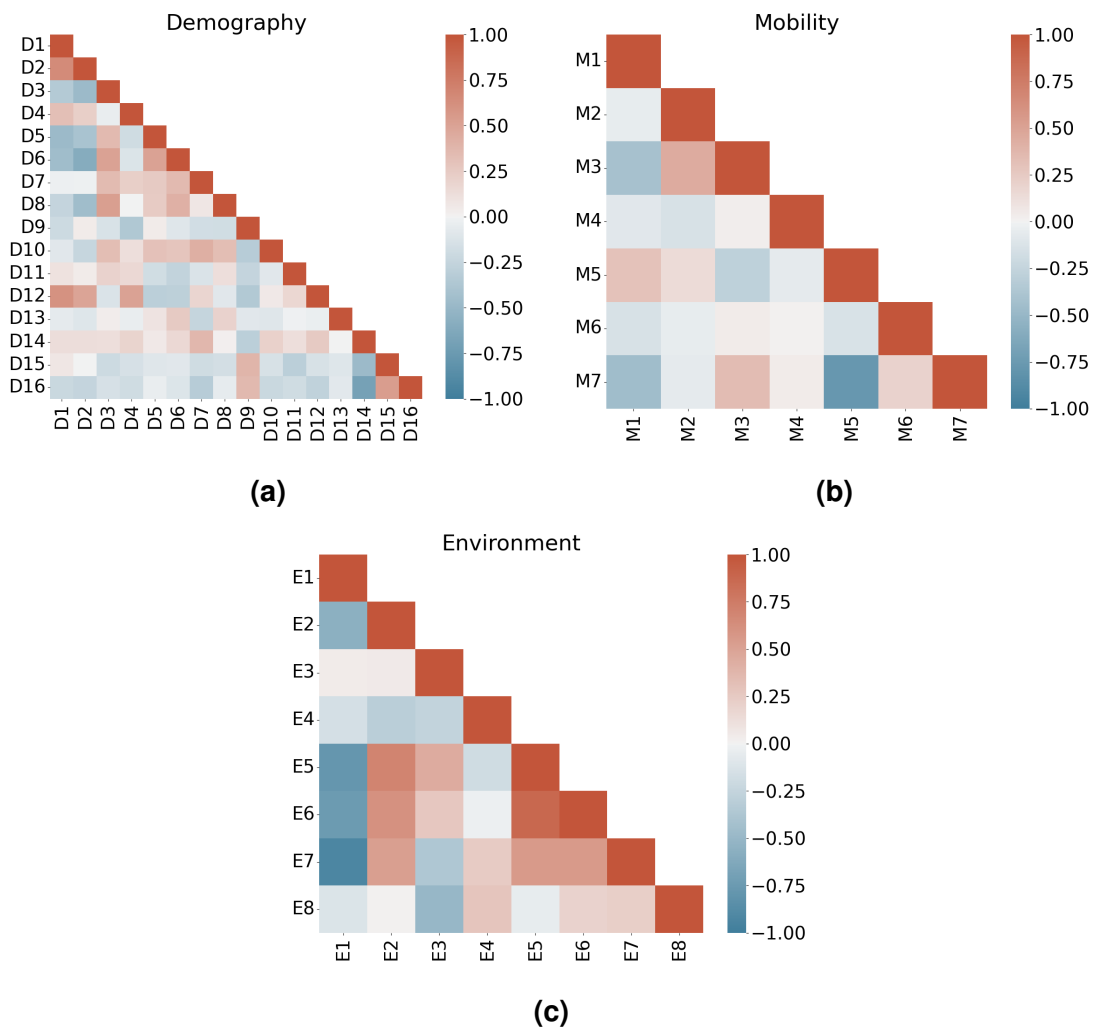 Demography
D1
D2
D3
D4
D5
D6
D7
D8
D9
D10
D11
D12
D13
D14
D15
D16
D1 D2 D3 D4 D5 D6 D7 D8 D9 D10 D11 D12 D13 D14 D15 D16
1.00
0.75
0.50
0.25
0.00
−0.25
−0.50
−0.75
−1.00
(a)
Mobility
M1
M2
M3
M4
M5
M6
M7
M1 M2 M3 M4 M5 M6 M7
1.00
0.75
0.50
0.25
0.00
−0.25
−0.50
−0.75
−1.00
(b)
Environment
E1
E2
E3
E4
E5
E6
E7
E8
E1 E2 E3 E4 E5 E6 E7 E8
1.00
0.75
0.50
0.25
0.00
−0.25
−0.50
−0.75
−1.00
(c)